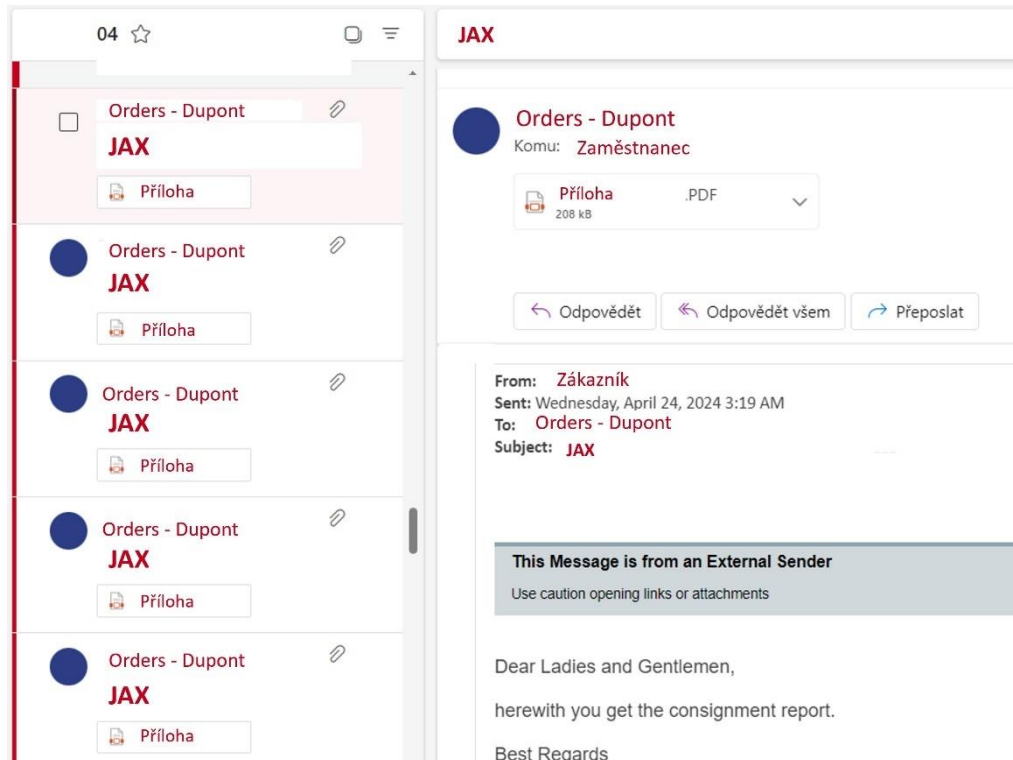 04
Orders - Dupont
JAX
Příloha
Orders - Dupont
JAX
Příloha
Orders - Dupont
JAX
Příloha
Orders - Dupont
JAX
Příloha
Orders - Dupont
JAX
Příloha
JAX
Orders - Dupont
Komu: Zaměstnanec
Příloha .PDF
208 kB
Odpovědět Odpovědět všem Přeposlat
From: Zákazník
Sent: Wednesday, April 24, 2024 3:19 AM
To: Orders - Dupont
Subject: JAX
This Message is from an External Sender
Use caution opening links or attachments
Dear Ladies and Gentlemen,
herewith you get the consignment report.
Best Regards